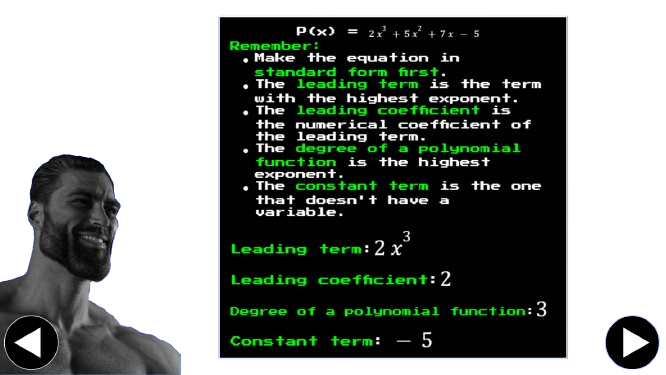 P(x) = 2x³ + 5x² + 7x − 5
Remember:
• Make the equation in
standard form first.
• The leading term is the term
with the highest exponent.
• The leading coefficient is
the numerical coefficient of
the leading term.
• The degree of a polynomial
function is the highest
exponent.
• The constant term is the one
that doesn't have a
variable.
Leading term: 2x³
Leading coefficient: 2
Degree of a polynomial function: 3
Constant term: − 5